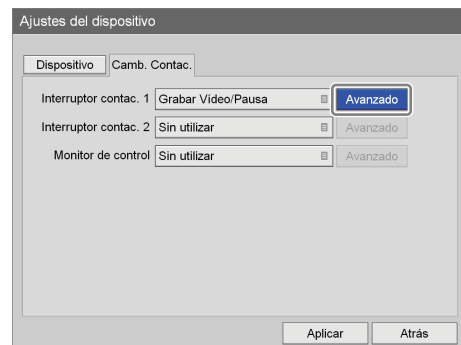 Ajustes del dispositivo
Dispositivo Camb. Contac.
Interruptor contac. 1 Grabar Vídeo/Pausa Avanzado
Interruptor contac. 2 Sin utilizar Avanzado
Monitor de control Sin utilizar Avanzado
Aplicar Atrás